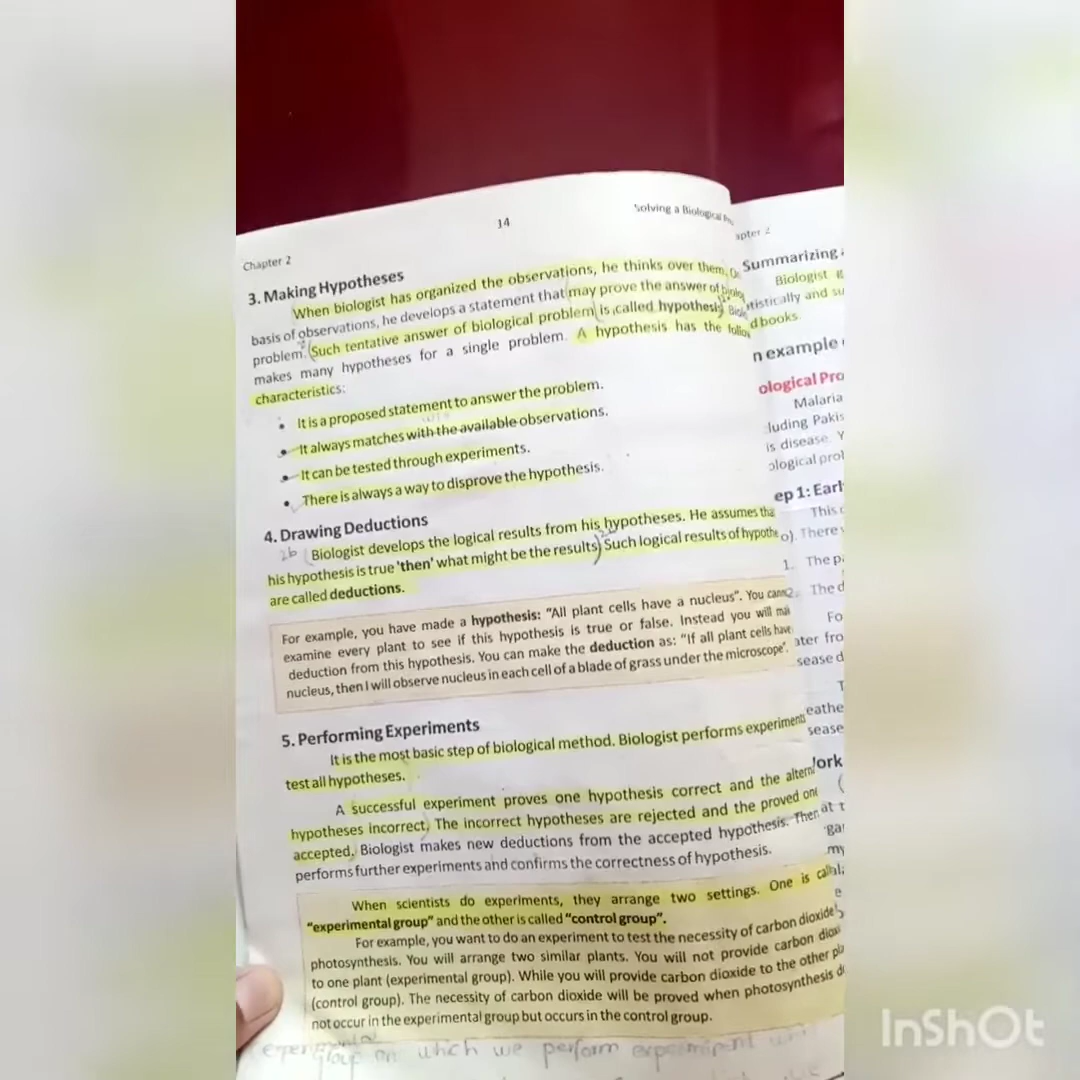 14
Solving a Biological
Chapter 2
3. Making Hypotheses
When biologist has organized the observations, he thinks over them.
basis of observations, he develops a statement that may prove the answer of
problem. Such tentative answer of biological problem is called hypothesis.
makes many hypotheses for a single problem. A hypothesis has the
characteristics:
• It is a proposed statement to answer the problem.
• It always matches with the available observations.
• It can be tested through experiments.
• There is always a way to disprove the hypothesis.
4. Drawing Deductions
Biologist develops the logical results from his hypotheses. He assumes
his hypothesis is true 'then' what might be the results. Such logical results of
are called deductions.
For example, you have made a hypothesis: "All plant cells have a nucleus". You
examine every plant to see if this hypothesis is true or false. Instead you will
deduction from this hypothesis. You can make the deduction as: "If all plant cells have
nucleus, then I will observe nucleus in each cell of a blade of grass under the microscope".
5. Performing Experiments
It is the most basic step of biological method. Biologist performs experiments
test all hypotheses.
A successful experiment proves one hypothesis correct and the
hypotheses incorrect. The incorrect hypotheses are rejected and the proved one
accepted. Biologist makes new deductions from the accepted hypothesis. Then
performs further experiments and confirms the correctness of hypothesis.
When scientists do experiments, they arrange two settings. One is
"experimental group" and the other is called "control group".
For example, you want to do an experiment to test the necessity of carbon dioxide
photosynthesis. You will arrange two similar plants. You will not provide carbon
to one plant (experimental group). While you will provide carbon dioxide to the other
(control group). The necessity of carbon dioxide will be proved when photosynthesis
not occur in the experimental group but occurs in the control group.
group on which we perform
Summarizing
Biologist
and
books.
example
Malaria
is disease.
This
There
1. The
2. The
InShOt